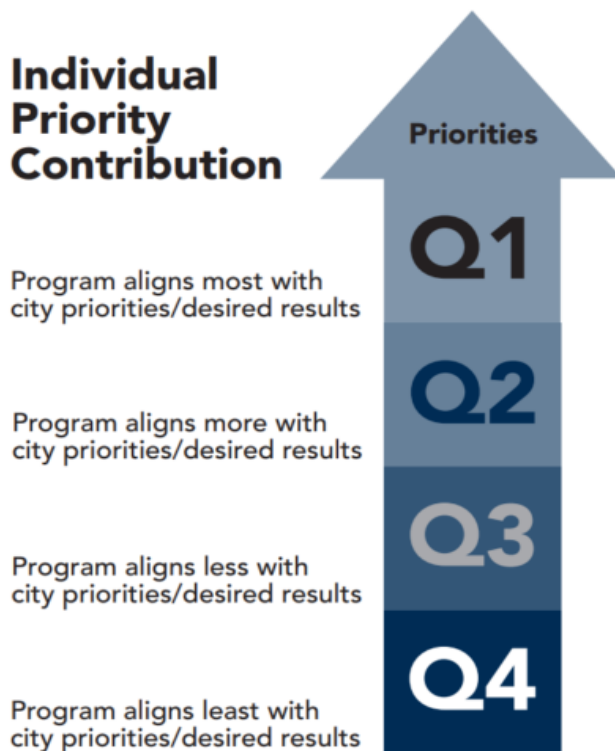 Individual
Priority
Contribution
Priorities
Q1
Program aligns most with
city priorities/desired results
Q2
Program aligns more with
city priorities/desired results
Q3
Program aligns less with
city priorities/desired results
Q4
Program aligns least with
city priorities/desired results